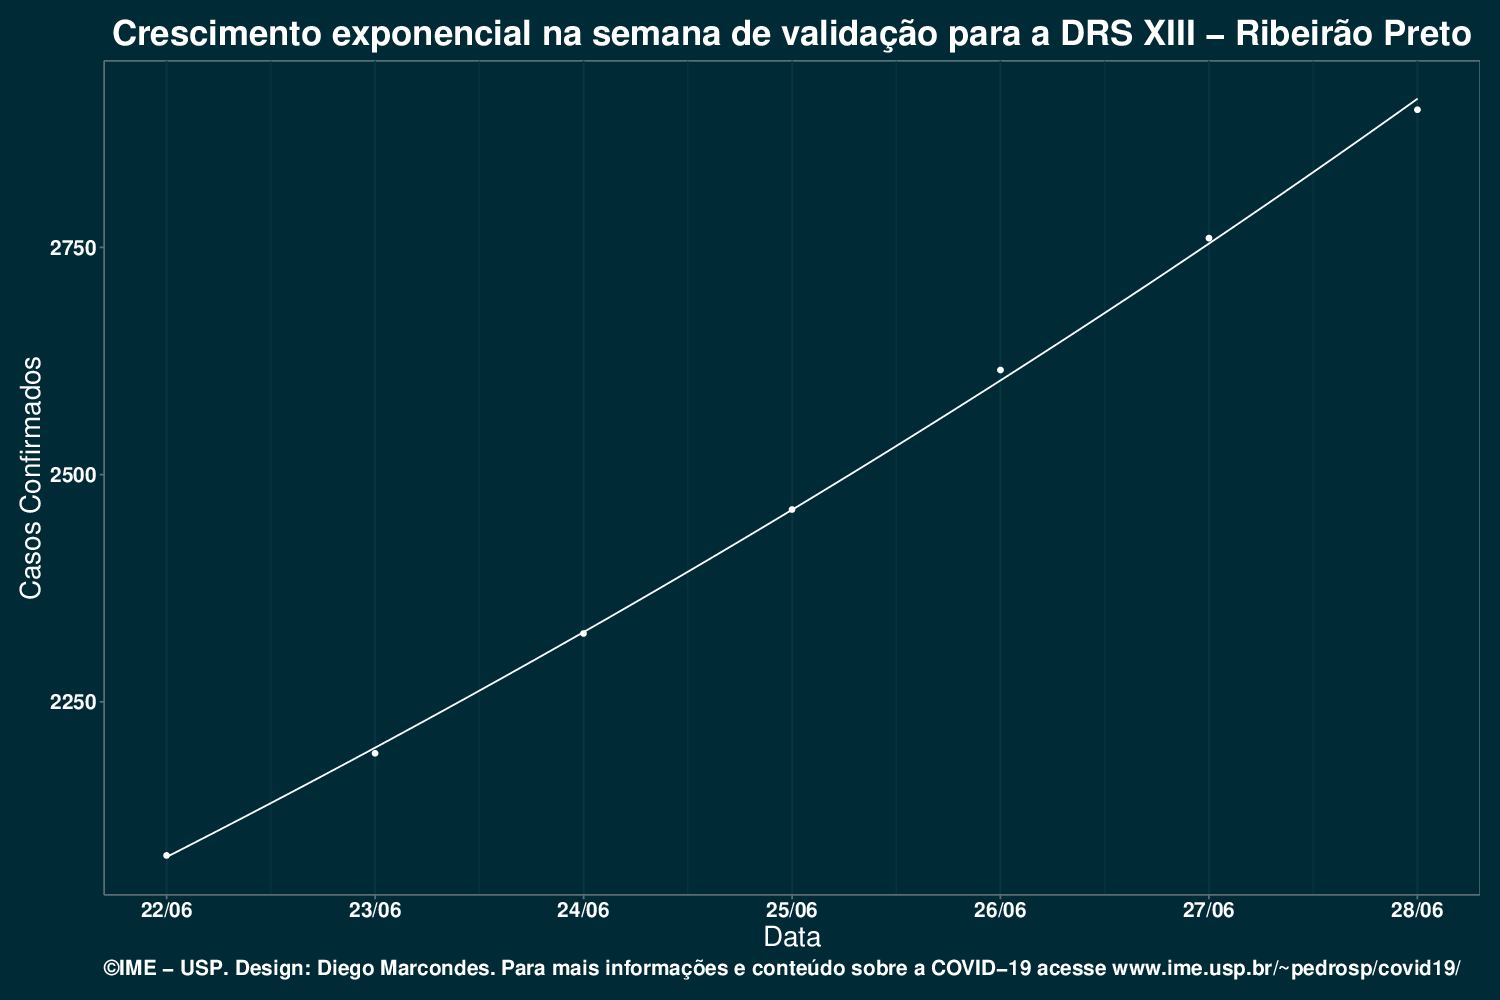 Crescimento exponencial na semana de validação para a DRS XIII – Ribeirão Preto
2750
2500
2250
Casos Confirmados
22/06 23/06 24/06 25/06 26/06 27/06 28/06
Data
©IME – USP. Design: Diego Marcondes. Para mais informações e conteúdo sobre a COVID–19 acesse www.ime.usp.br/~pedrosp/covid19/